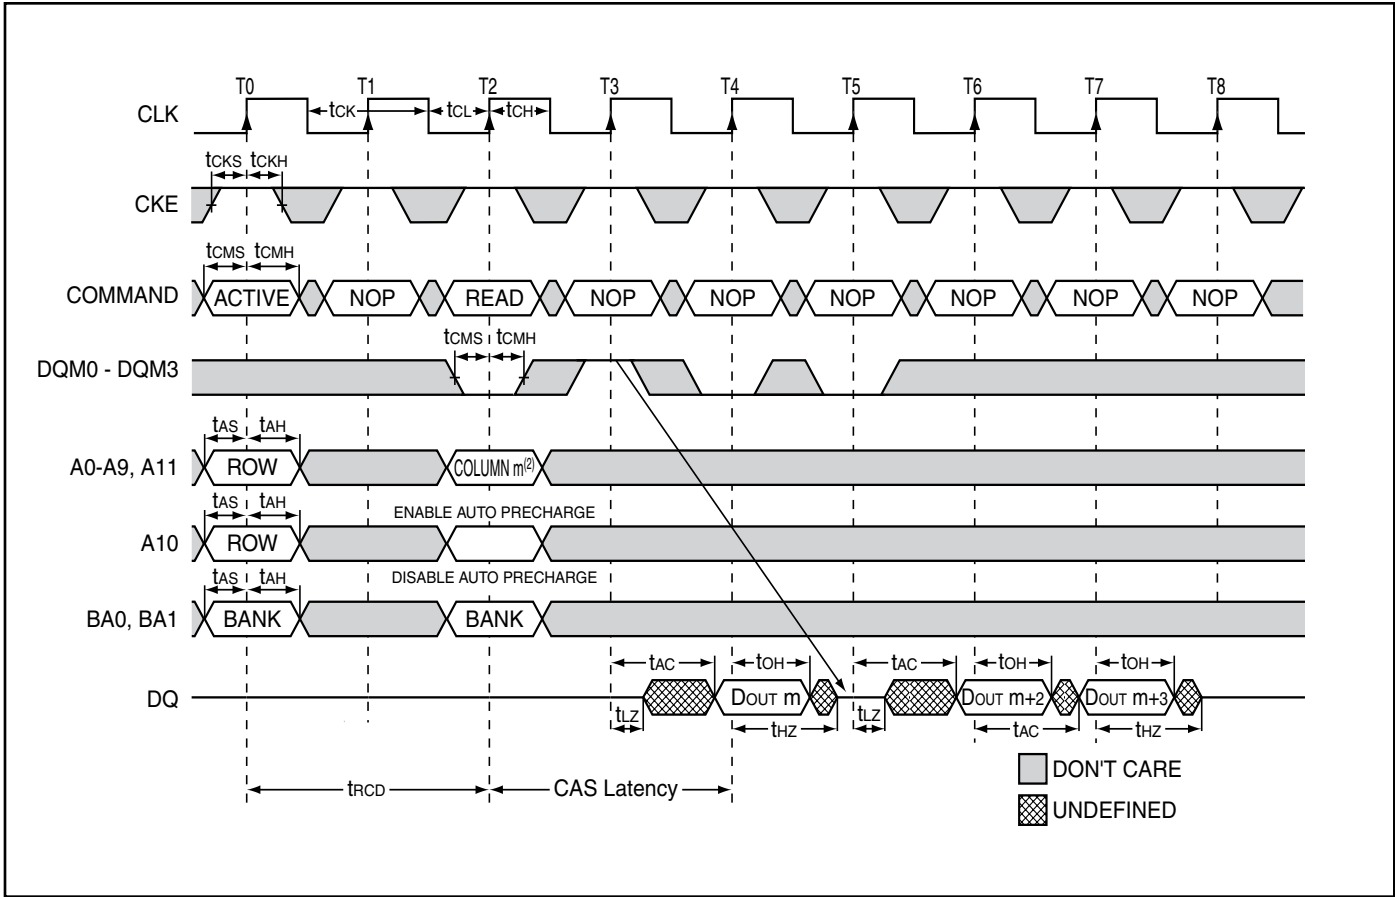 T0 T1 T2 T3 T4 T5 T6 T7 T8
CLK
tCK tCL tCH
tCKS tCKH
CKE
tCMS tCMH
COMMAND ACTIVE NOP READ NOP NOP NOP NOP NOP NOP
tCMS tCMH
DQM0 - DQM3
tAS tAH
A0-A9, A11 ROW COLUMN m(2)
tAS tAH ENABLE AUTO PRECHARGE
A10 ROW
tAS tAH DISABLE AUTO PRECHARGE
BA0, BA1 BANK BANK
tAC tOH tAC tOH tOH
DQ DOUT m DOUT m+2 DOUT m+3
tLZ tHZ tLZ tAC tHZ
DON'T CARE
tRCD CAS Latency
UNDEFINED